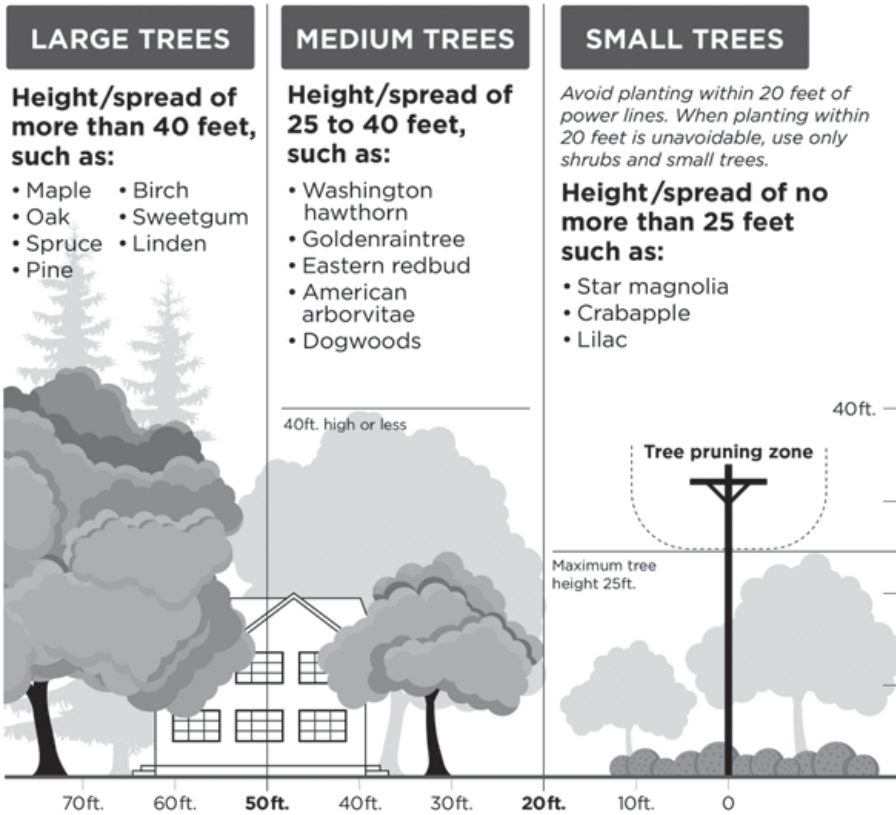 LARGE TREES
Height/spread of
more than 40 feet,
such as:
• Maple
• Oak
• Spruce
• Pine
• Birch
• Sweetgum
• Linden
MEDIUM TREES
Height/spread of
25 to 40 feet,
such as:
• Washington
hawthorn
• Goldenraintree
• Eastern redbud
• American
arborvitae
• Dogwoods
40ft. high or less
SMALL TREES
Avoid planting within 20 feet of
power lines. When planting within
20 feet is unavoidable, use only
shrubs and small trees.
Height/spread of no
more than 25 feet
such as:
• Star magnolia
• Crabapple
• Lilac
40ft.
Tree pruning zone
Maximum tree
height 25ft.
70ft. 60ft. 50ft. 40ft. 30ft. 20ft. 10ft. 0